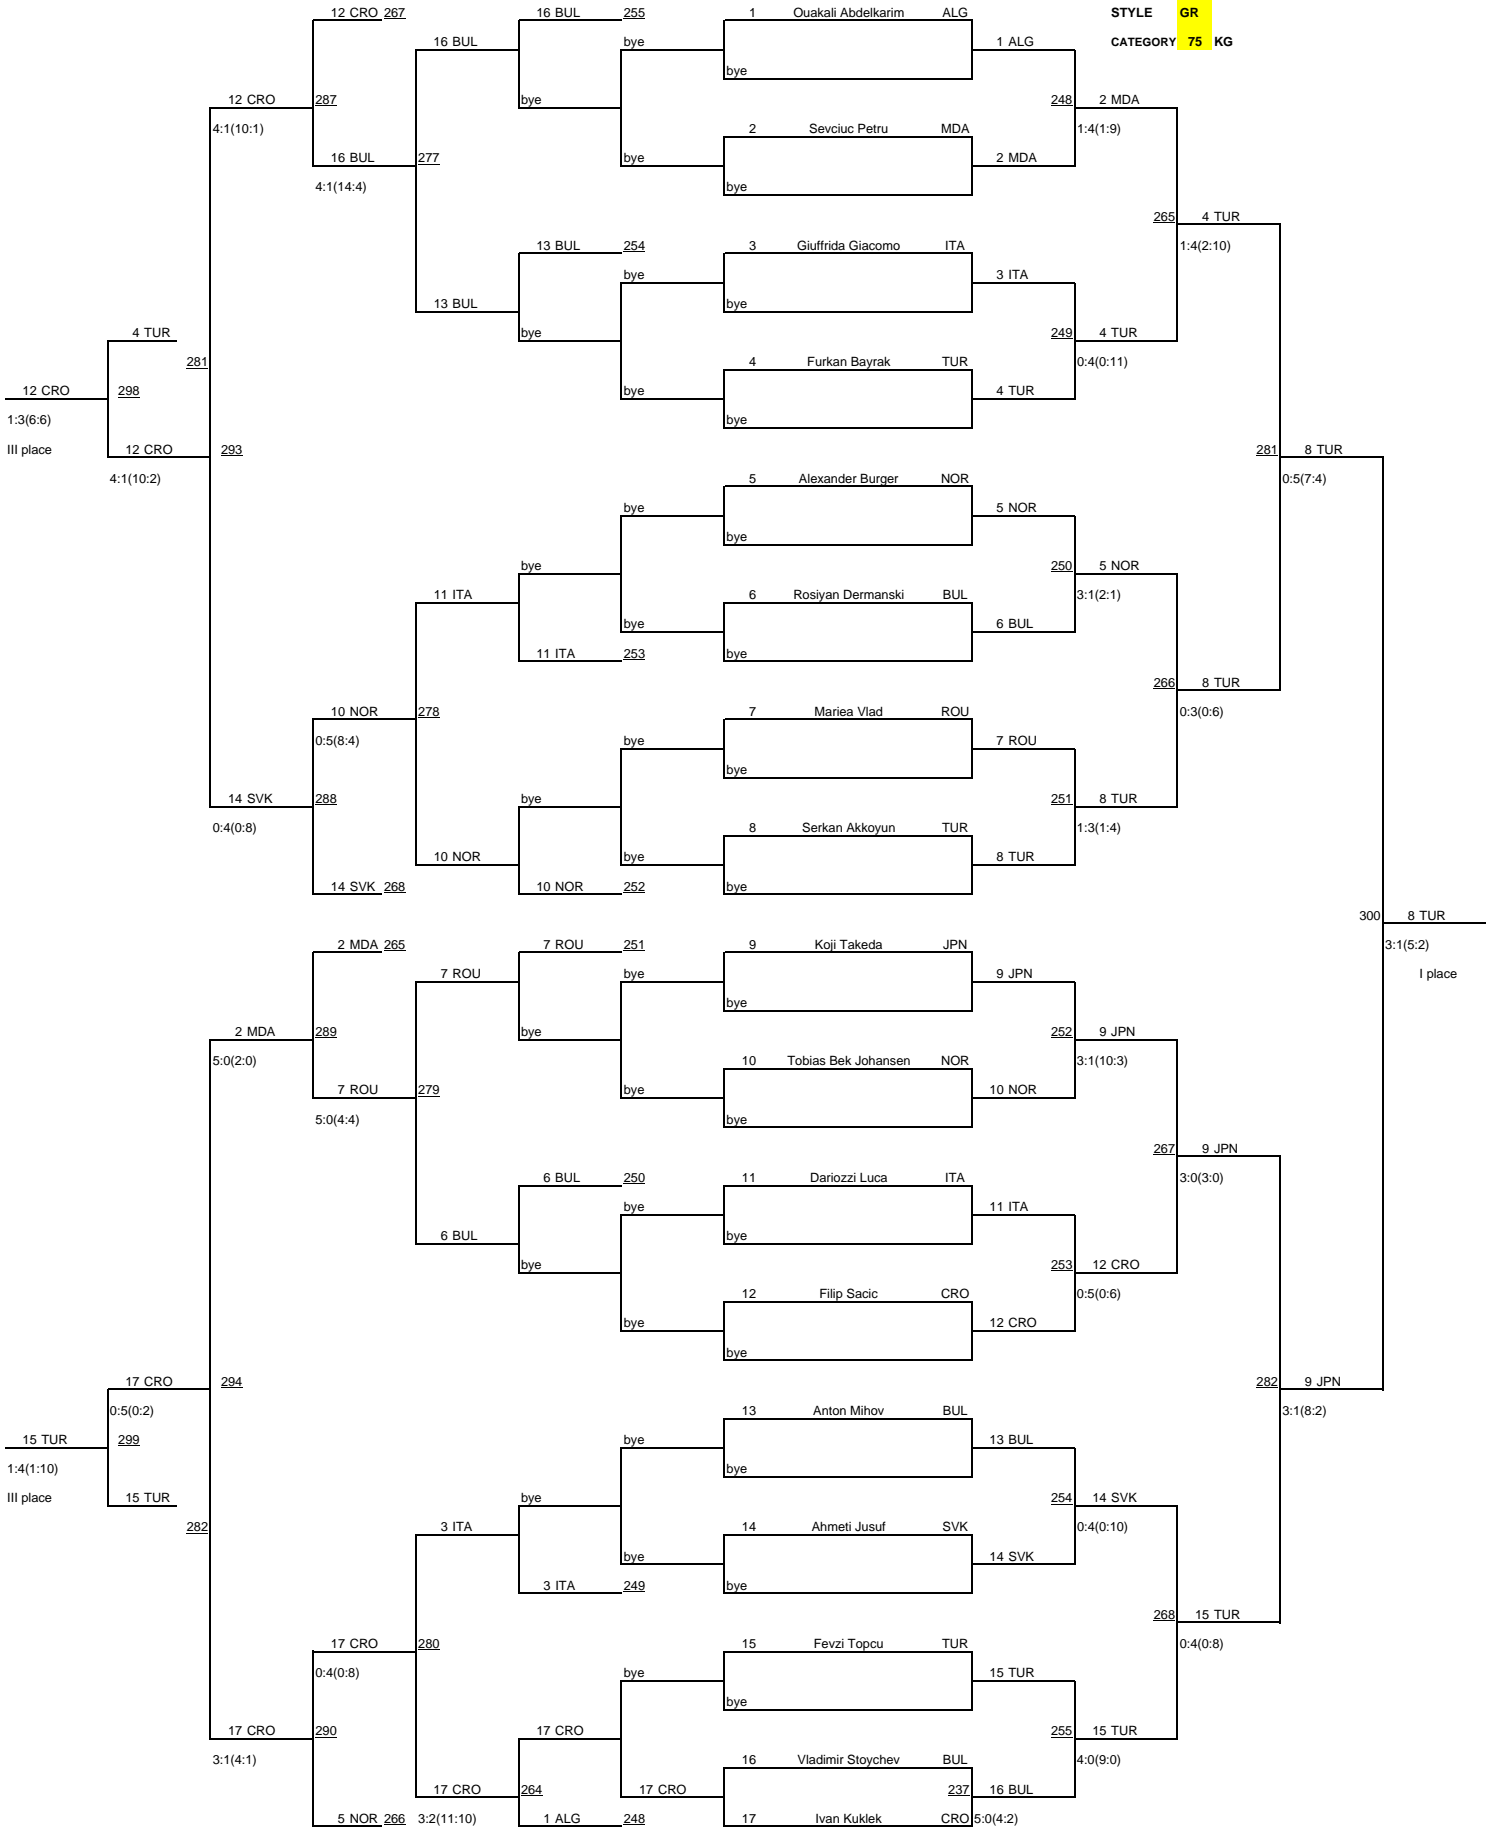 12 CRO 267 16 BUL 255 1 Ouakali Abdelkarim ALG STYLE GR
16 BUL bye 1 ALG CATEGORY 75 KG
bye
12 CRO 287 bye 248 2 MDA
4:1(10:1) 2 Sevciuc Petru MDA 1:4(1:9)
16 BUL 277 bye 2 MDA
4:1(14:4) bye
265 4 TUR
13 BUL 254 3 Giuffrida Giacomo ITA 1:4(2:10)
bye 3 ITA
13 BUL bye
4 TUR bye 249 4 TUR
281 4 Furkan Bayrak TUR 0:4(0:11)
12 CRO 298 bye 4 TUR
1:3(6:6) bye
III place 12 CRO 293 281 8 TUR
4:1(10:2) 5 Alexander Burger NOR 0:5(7:4)
bye 5 NOR
bye
bye 250 5 NOR
11 ITA 6 Rosiyan Dermanski BUL 3:1(2:1)
bye 6 BUL
11 ITA 253 bye
266 8 TUR
10 NOR 278 7 Mariea Vlad ROU 0:3(0:6)
0:5(8:4) bye 7 ROU
bye
14 SVK 288 bye 251 8 TUR
0:4(0:8) 8 Serkan Akkoyun TUR 1:3(1:4)
10 NOR bye 8 TUR
14 SVK 268 10 NOR 252 bye
300 8 TUR
2 MDA 265 7 ROU 251 9 Koji Takeda JPN 3:1(5:2)
7 ROU bye 9 JPN I place
bye
2 MDA 289 bye 252 9 JPN
5:0(2:0) 10 Tobias Bek Johansen NOR 3:1(10:3)
7 ROU 279 bye 10 NOR
5:0(4:4) bye
267 9 JPN
6 BUL 250 11 Dariozzi Luca ITA 3:0(3:0)
bye 11 ITA
6 BUL bye
bye 253 12 CRO
12 Filip Sacic CRO 0:5(0:6)
bye 12 CRO
bye
17 CRO 294 282 9 JPN
0:5(0:2) 13 Anton Mihov BUL 3:1(8:2)
15 TUR 299 bye 13 BUL
1:4(1:10) bye
III place 15 TUR bye 254 14 SVK
282 3 ITA 14 Ahmeti Jusuf SVK 0:4(0:10)
bye 14 SVK
3 ITA 249 bye
268 15 TUR
17 CRO 280 15 Fevzi Topcu TUR 0:4(0:8)
0:4(0:8) bye 15 TUR
bye
17 CRO 290 17 CRO 255 15 TUR
3:1(4:1) 16 Vladimir Stoychev BUL 4:0(9:0)
17 CRO 264 17 CRO 237 16 BUL
5 NOR 266 3:2(11:10) 1 ALG 248 17 Ivan Kuklek CRO 5:0(4:2)